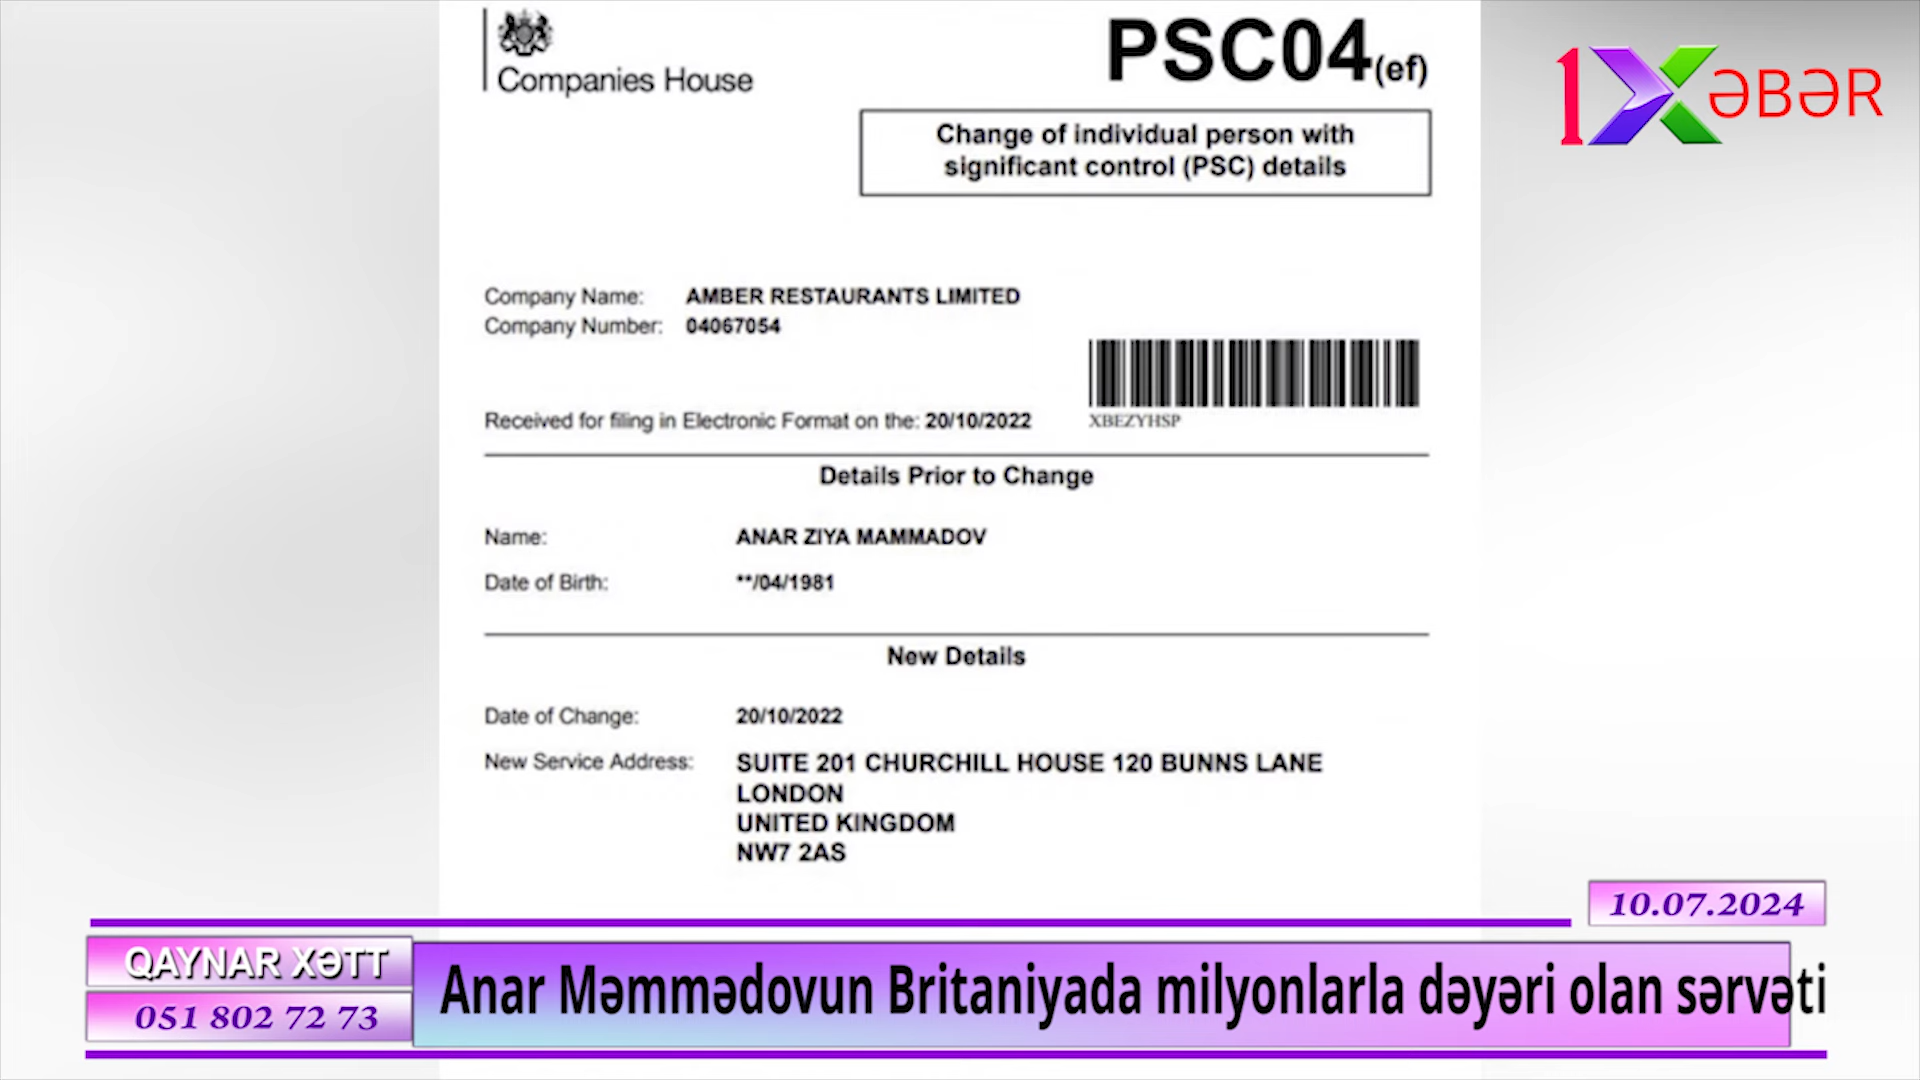 Companies House
PSC04(ef)
1XƏBƏR
Change of individual person with
significant control (PSC) details
Company Name: AMBER RESTAURANTS LIMITED
Company Number: 04067054
Received for filing in Electronic Format on the: 20/10/2022
XBEZYHSP
Details Prior to Change
Name: ANAR ZIYA MAMMADOV
Date of Birth: **/04/1981
New Details
Date of Change: 20/10/2022
New Service Address: SUITE 201 CHURCHILL HOUSE 120 BUNNS LANE
LONDON
UNITED KINGDOM
NW7 2AS
10.07.2024
QAYNAR XƏTT
051 802 72 73
Anar Məmmədovun Britaniyada milyonlarla dəyəri olan sərvəti